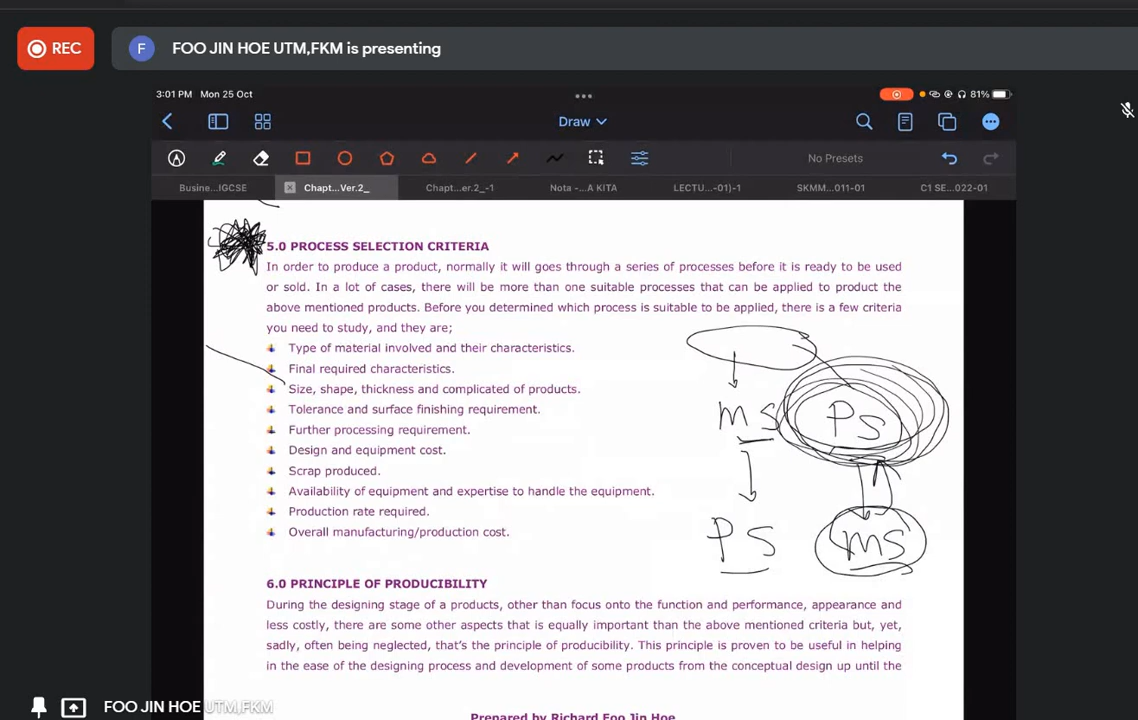 REC
F FOO JIN HOE UTM,FKM is presenting
3:01 PM Mon 25 Oct
81%
Draw
No Presets
Busine...IGCSE
Chapt...Ver.2_
Chapt...er.2_-1
Nota -...A KITA
LECTU...-01)-1
SKMM...011-01
C1 SE...022-01
5.0 PROCESS SELECTION CRITERIA
In order to produce a product, normally it will goes through a series of processes before it is ready to be used
or sold. In a lot of cases, there will be more than one suitable processes that can be applied to product the
above mentioned products. Before you determined which process is suitable to be applied, there is a few criteria
you need to study, and they are;
Type of material involved and their characteristics.
Final required characteristics.
Size, shape, thickness and complicated of products.
Tolerance and surface finishing requirement.
Further processing requirement.
Design and equipment cost.
Scrap produced.
Availability of equipment and expertise to handle the equipment.
Production rate required.
Overall manufacturing/production cost.
ms
PS
PS
ms
6.0 PRINCIPLE OF PRODUCIBILITY
During the designing stage of a products, other than focus onto the function and performance, appearance and
less costly, there are some other aspects that is equally important than the above mentioned criteria but, yet,
sadly, often being neglected, that's the principle of producibility. This principle is proven to be useful in helping
in the ease of the designing process and development of some products from the conceptual design up until the
Prepared by Richard Foo Jin Hoe
FOO JIN HOE UTM,FKM